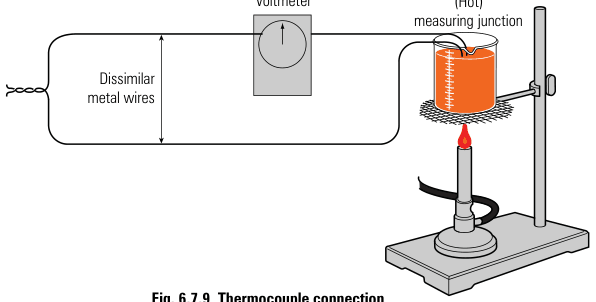 Voltmeter
(Hot)
measuring junction
Dissimilar
metal wires
Fig. 6.7.9 Thermocouple connection